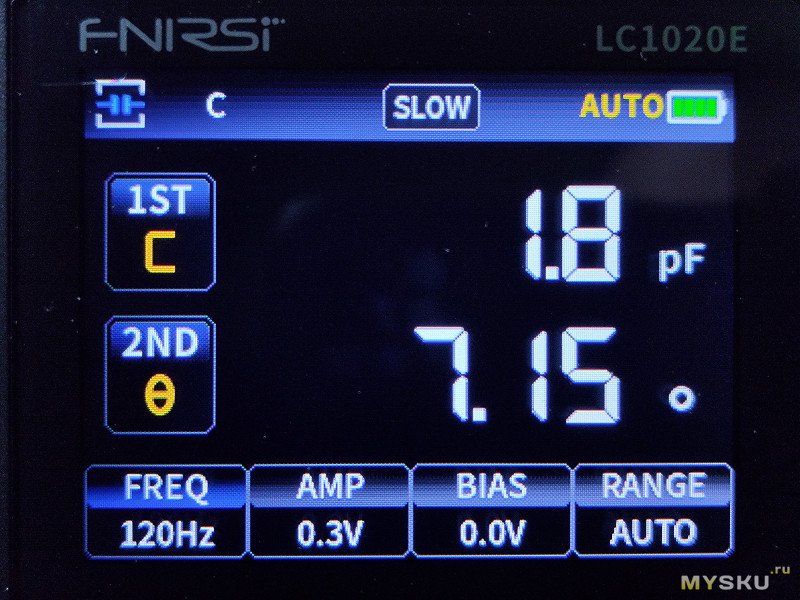 FNIRSI LC1020E
C SLOW AUTO
1ST
C 1.8 pF
2ND
θ 7.15 °
FREQ AMP BIAS RANGE
120Hz 0.3V 0.0V AUTO
MYSKU.ru